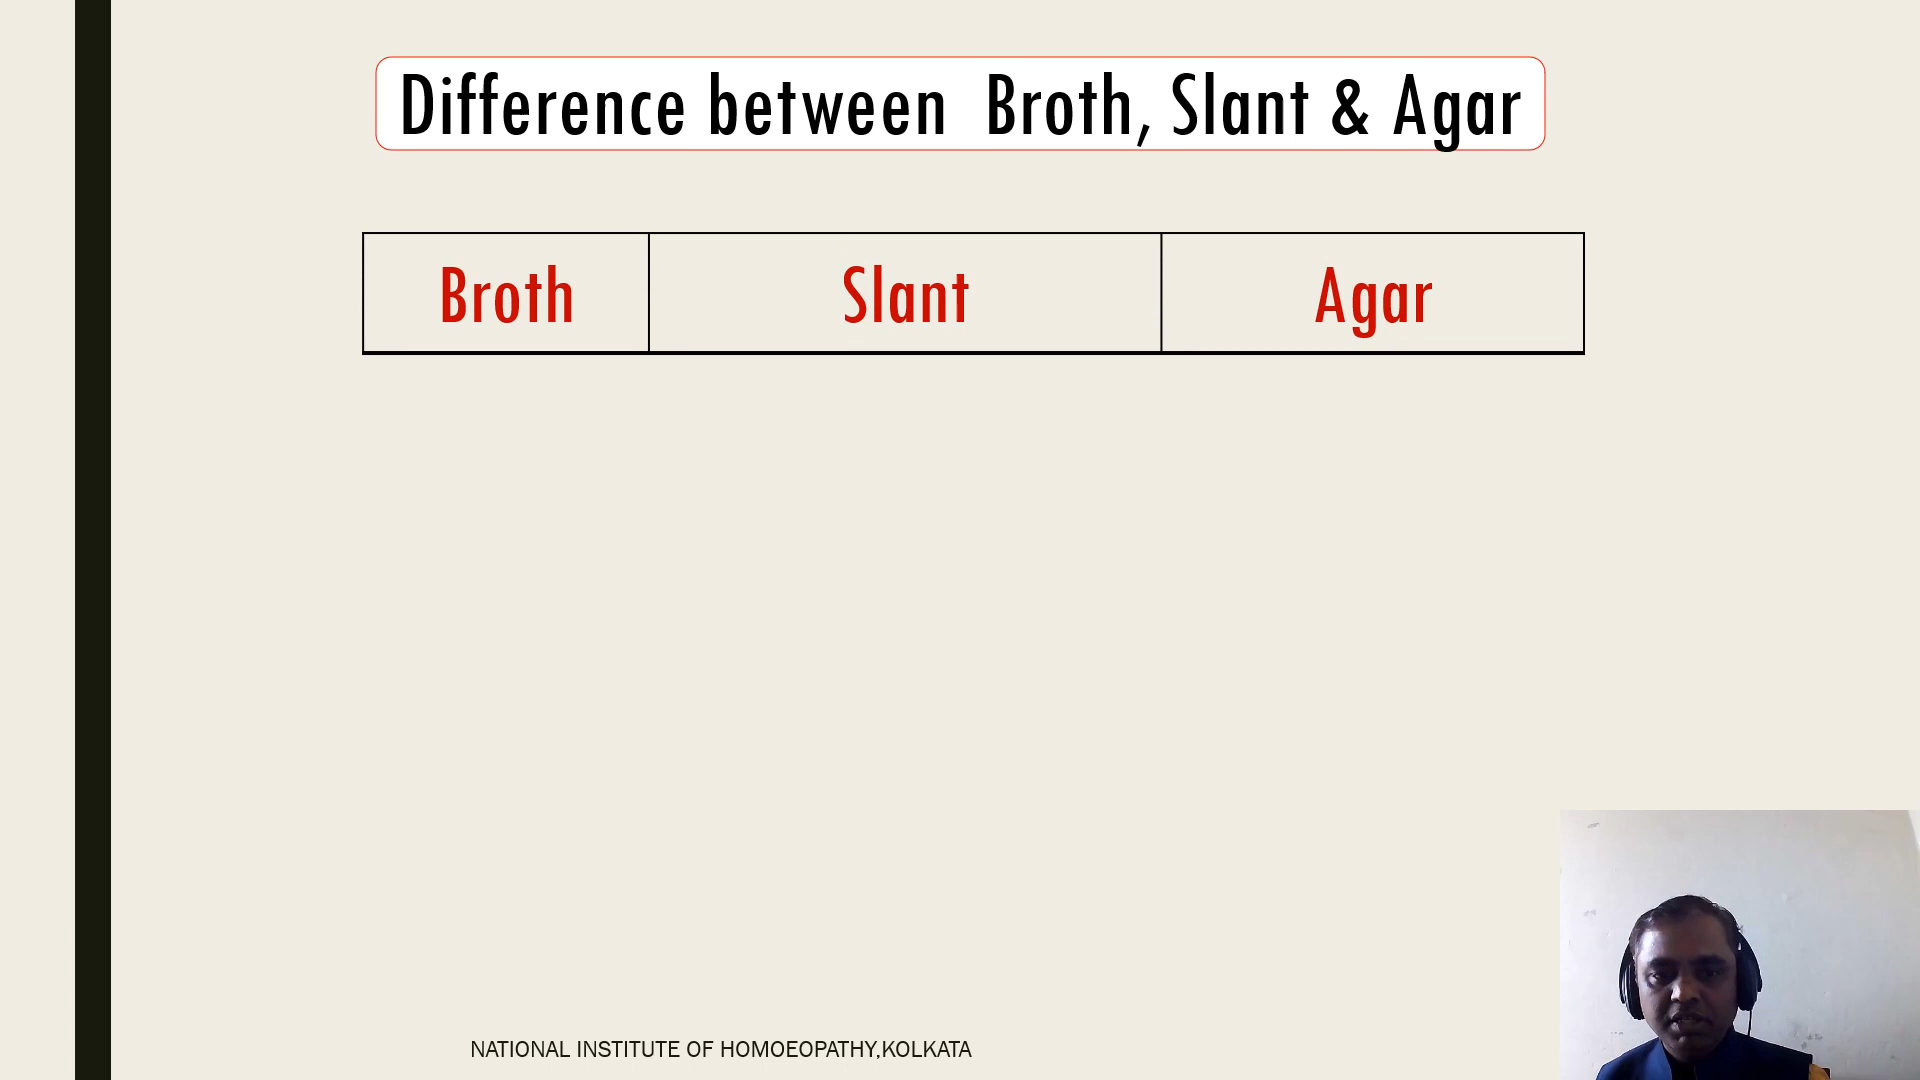 Difference between Broth, Slant & Agar
Broth Slant Agar
NATIONAL INSTITUTE OF HOMOEOPATHY,KOLKATA